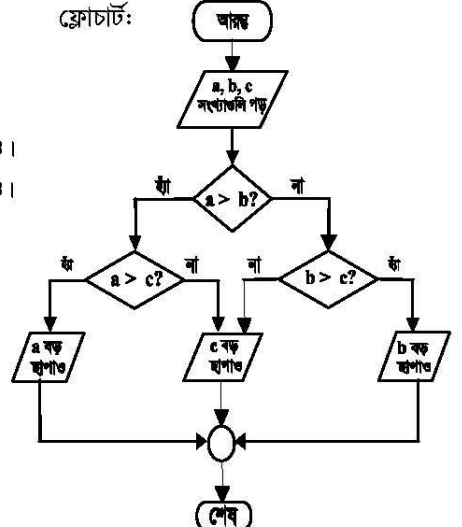 ফ্লোচার্ট:
আরম্ভ
a, b, c
সংখ্যাগুলি পড়
ও।
ও।
হ্যাঁ
a > b?
না
হ্যাঁ
a > c?
না
না
b > c?
হ্যাঁ
a বড়
ছাপাও
c বড়
ছাপাও
b বড়
ছাপাও
শেষ